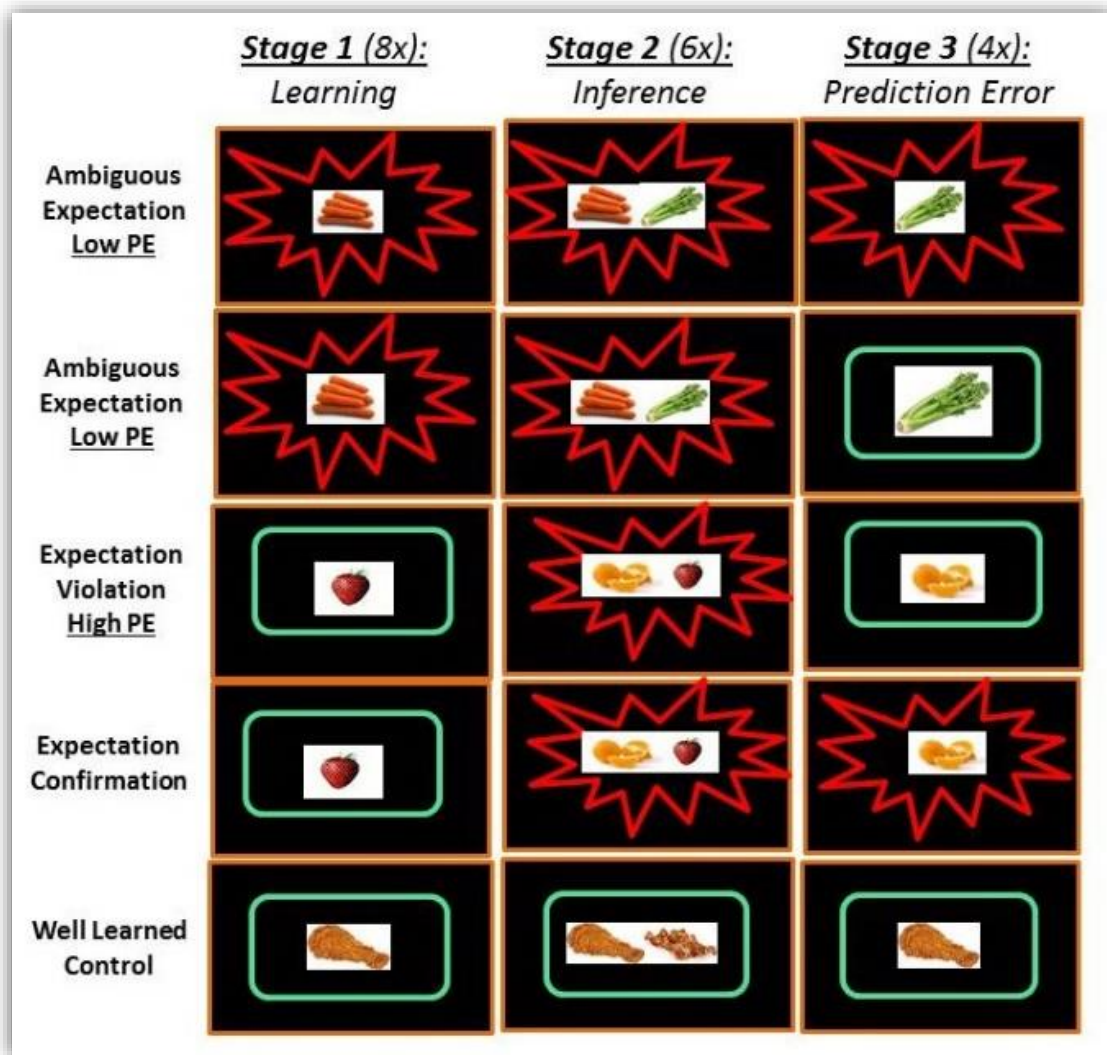 Stage 1 (8x):
Learning
Stage 2 (6x):
Inference
Stage 3 (4x):
Prediction Error
Ambiguous
Expectation
Low PE
Ambiguous
Expectation
Low PE
Expectation
Violation
High PE
Expectation
Confirmation
Well Learned
Control